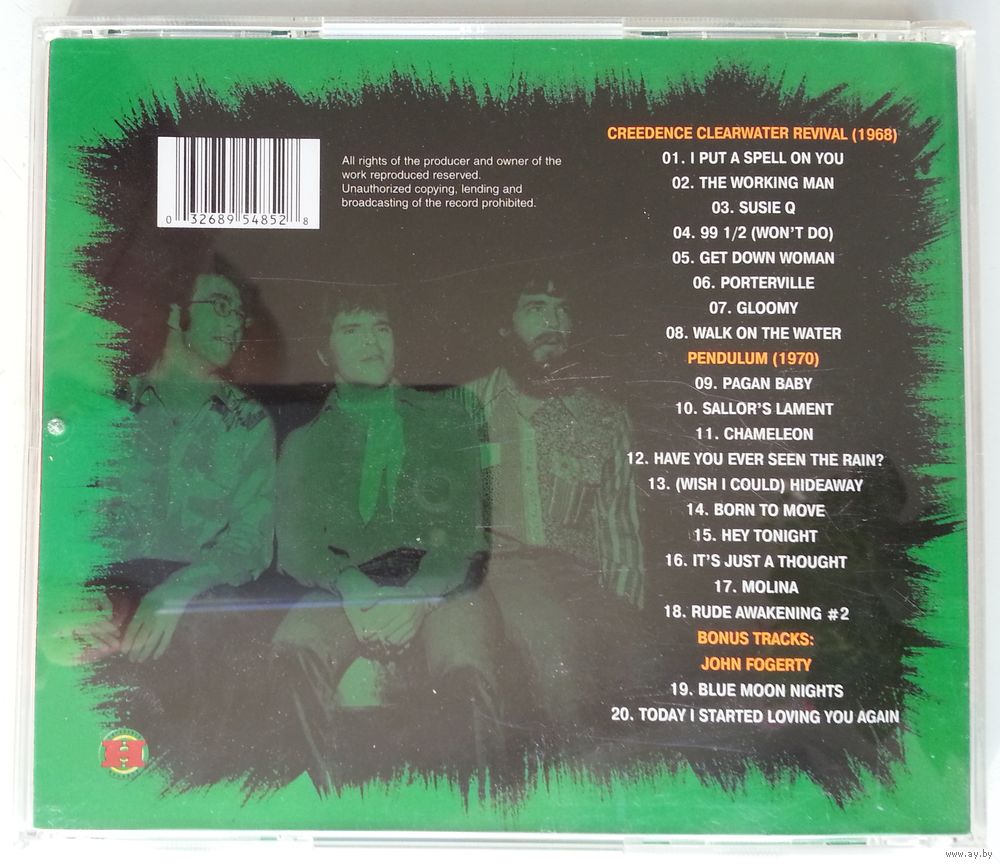 0 32689 54852 8
All rights of the producer and owner of the
work reproduced reserved.
Unauthorized copying, lending and
broadcasting of the record prohibited.
CREEDENCE CLEARWATER REVIVAL (1968)
01. I PUT A SPELL ON YOU
02. THE WORKING MAN
03. SUSIE Q
04. 99 1/2 (WON'T DO)
05. GET DOWN WOMAN
06. PORTERVILLE
07. GLOOMY
08. WALK ON THE WATER
PENDULUM (1970)
09. PAGAN BABY
10. SALLOR'S LAMENT
11. CHAMELEON
12. HAVE YOU EVER SEEN THE RAIN?
13. (WISH I COULD) HIDEAWAY
14. BORN TO MOVE
15. HEY TONIGHT
16. IT'S JUST A THOUGHT
17. MOLINA
18. RUDE AWAKENING #2
BONUS TRACKS:
JOHN FOGERTY
19. BLUE MOON NIGHTS
20. TODAY I STARTED LOVING YOU AGAIN
H
www.ay.by